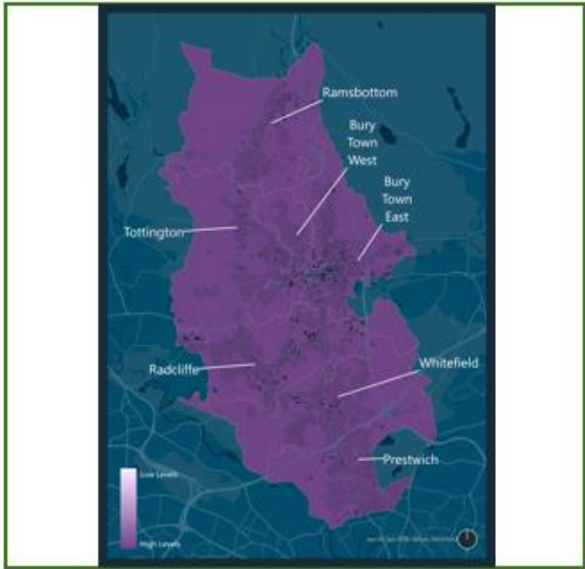 Ramsbottom
Bury
Town
West
Bury
Town
East
Tottington
Radcliffe
Whitefield
Prestwich
Low Levels
High Levels